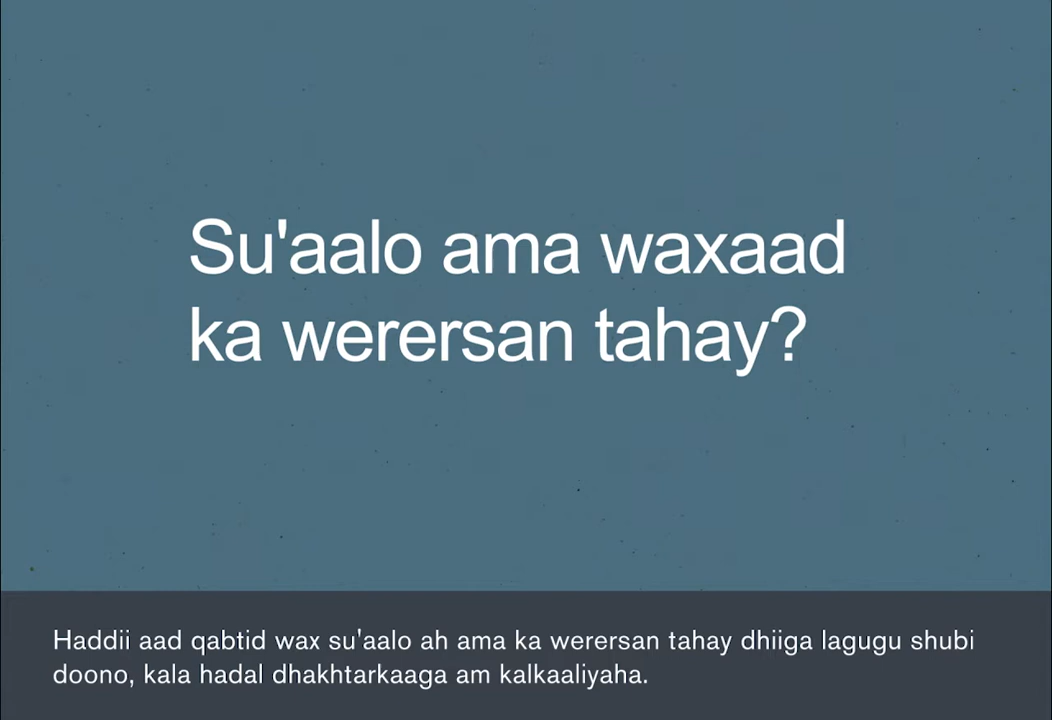 Su'aalo ama waxaad
ka werersan tahay?
Haddii aad qabtid wax su'aalo ah ama ka werersan tahay dhiiga lagugu shubi
doono, kala hadal dhakhtarkaaga am kalkaaliyaha.